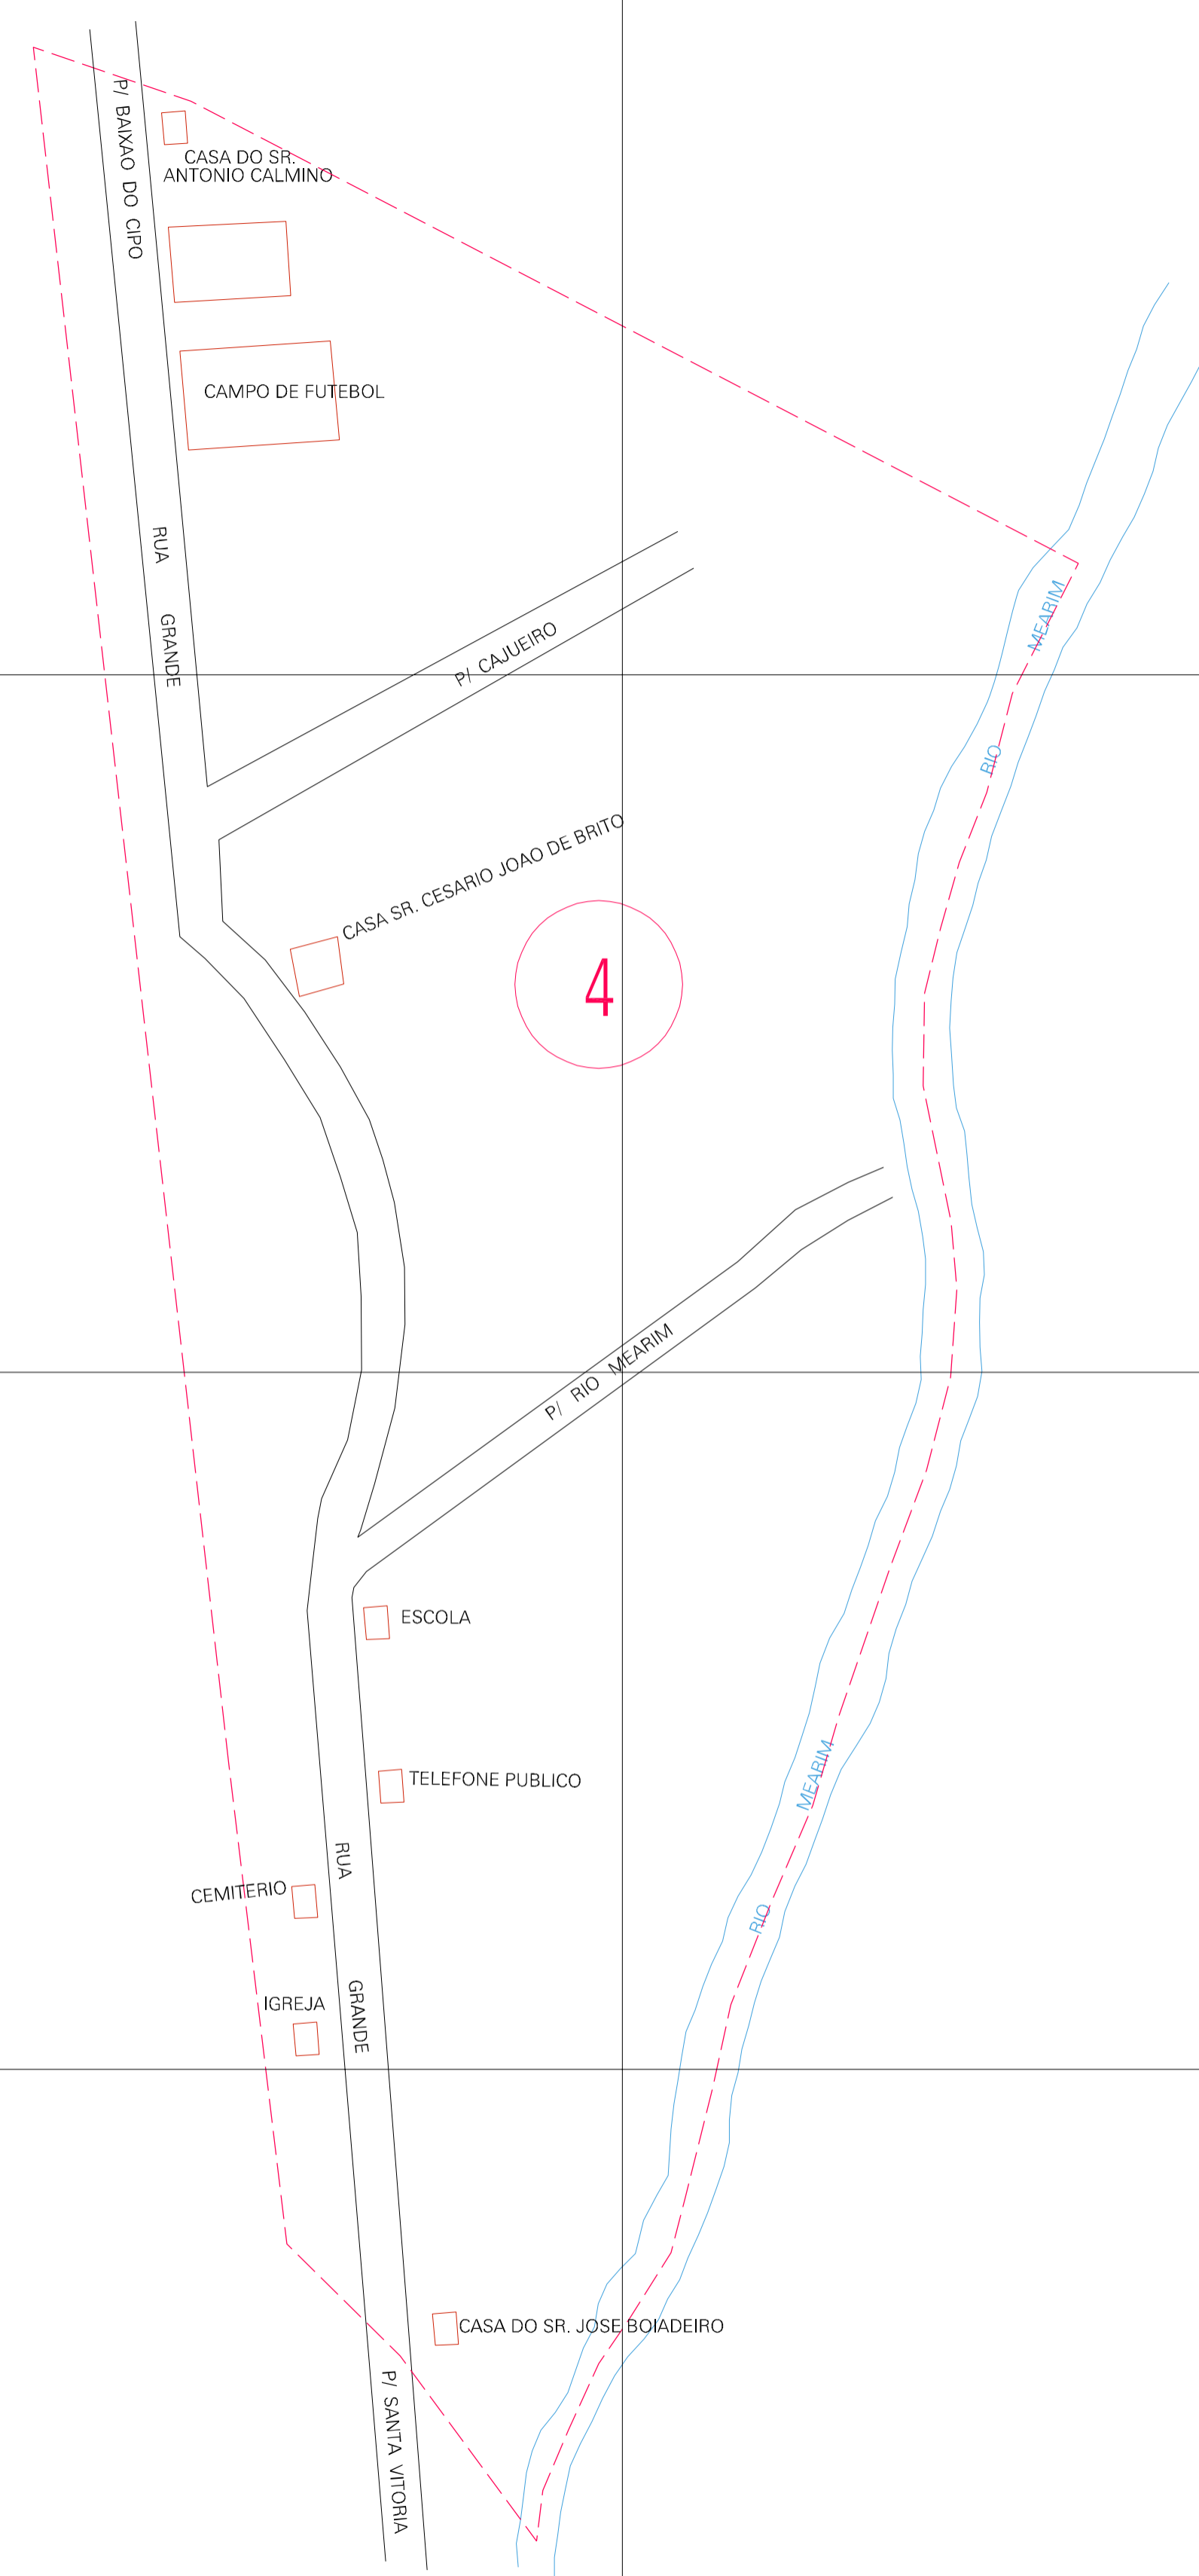 P/ BAIXAO DO CIPO
CASA DO SR.
ANTONIO CALMINO
CAMPO DE FUTEBOL
RUA GRANDE
P/ CAJUEIRO
RIO MEARIM
CASA SR. CESARIO JOAO DE BRITO
4
P/ RIO MEARIM
ESCOLA
TELEFONE PUBLICO
RIO MEARIM
RUA GRANDE
CEMITERIO
IGREJA
CASA DO SR. JOSE BOIADEIRO
P/ SANTA VITORIA